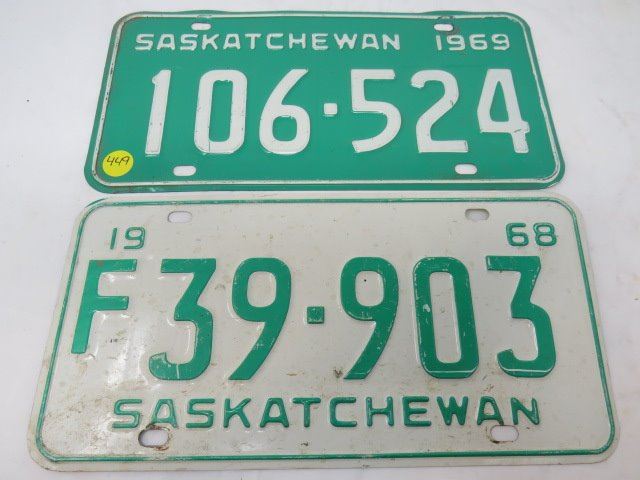 SASKATCHEWAN 1969
106·524
449
19 68
F39·903
SASKATCHEWAN